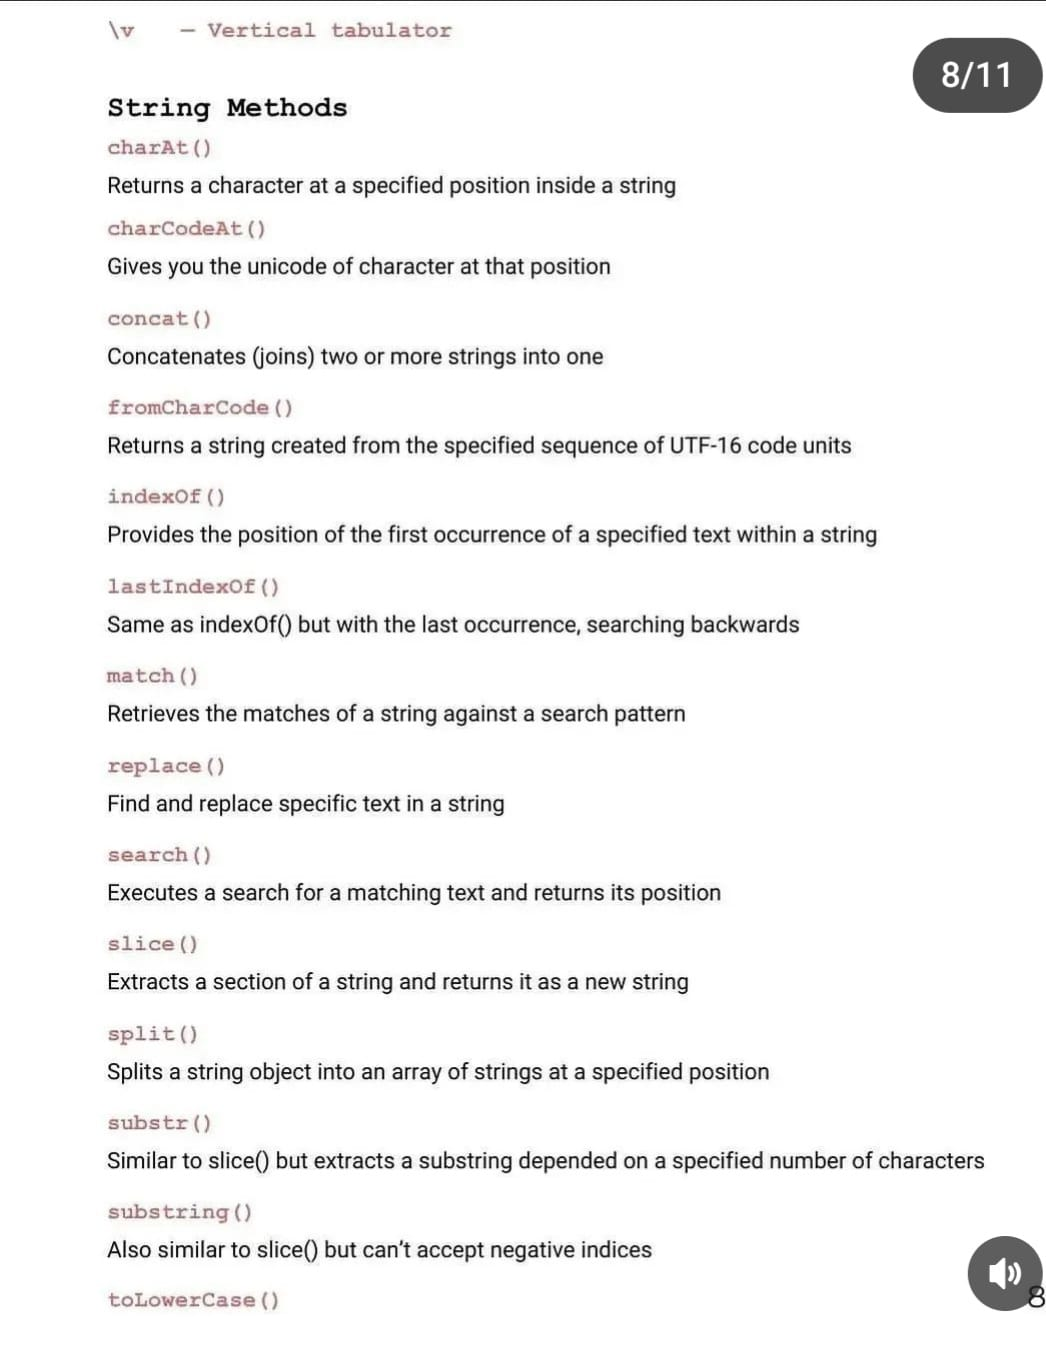 \v — Vertical tabulator
8/11
String Methods
charAt()
Returns a character at a specified position inside a string
charCodeAt()
Gives you the unicode of character at that position
concat()
Concatenates (joins) two or more strings into one
fromCharCode()
Returns a string created from the specified sequence of UTF-16 code units
indexOf()
Provides the position of the first occurrence of a specified text within a string
lastIndexOf()
Same as indexOf() but with the last occurrence, searching backwards
match()
Retrieves the matches of a string against a search pattern
replace()
Find and replace specific text in a string
search()
Executes a search for a matching text and returns its position
slice()
Extracts a section of a string and returns it as a new string
split()
Splits a string object into an array of strings at a specified position
substr()
Similar to slice() but extracts a substring depended on a specified number of characters
substring()
Also similar to slice() but can’t accept negative indices
toLowerCase()
8